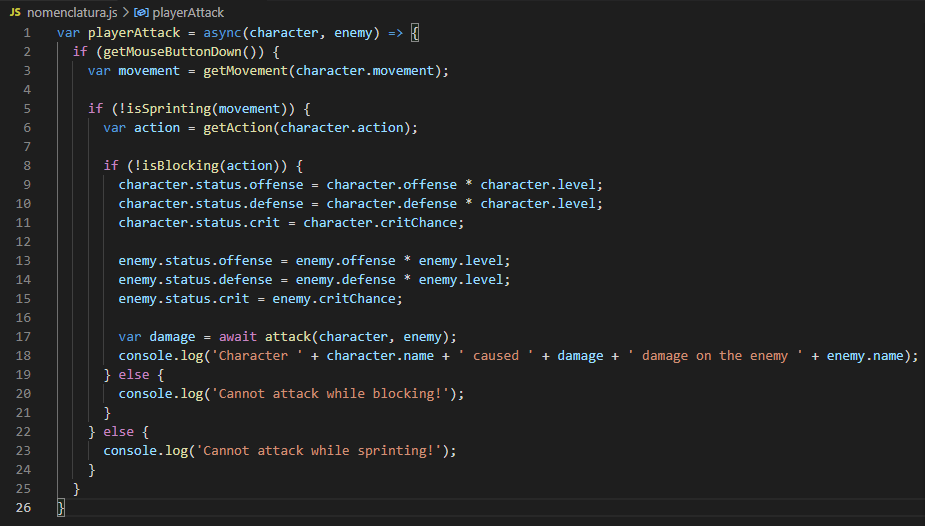 JS nomenclatura.js > playerAttack
1 var playerAttack = async(character, enemy) => {
2   if (getMouseButtonDown()) {
3     var movement = getMovement(character.movement);
4
5     if (!isSprinting(movement)) {
6       var action = getAction(character.action);
7
8       if (!isBlocking(action)) {
9         character.status.offense = character.offense * character.level;
10         character.status.defense = character.defense * character.level;
11         character.status.crit = character.critChance;
12
13         enemy.status.offense = enemy.offense * enemy.level;
14         enemy.status.defense = enemy.defense * enemy.level;
15         enemy.status.crit = enemy.critChance;
16
17         var damage = await attack(character, enemy);
18         console.log('Character ' + character.name + ' caused ' + damage + ' damage on the enemy ' + enemy.name);
19       } else {
20         console.log('Cannot attack while blocking!');
21       }
22     } else {
23       console.log('Cannot attack while sprinting!');
24     }
25   }
26 }